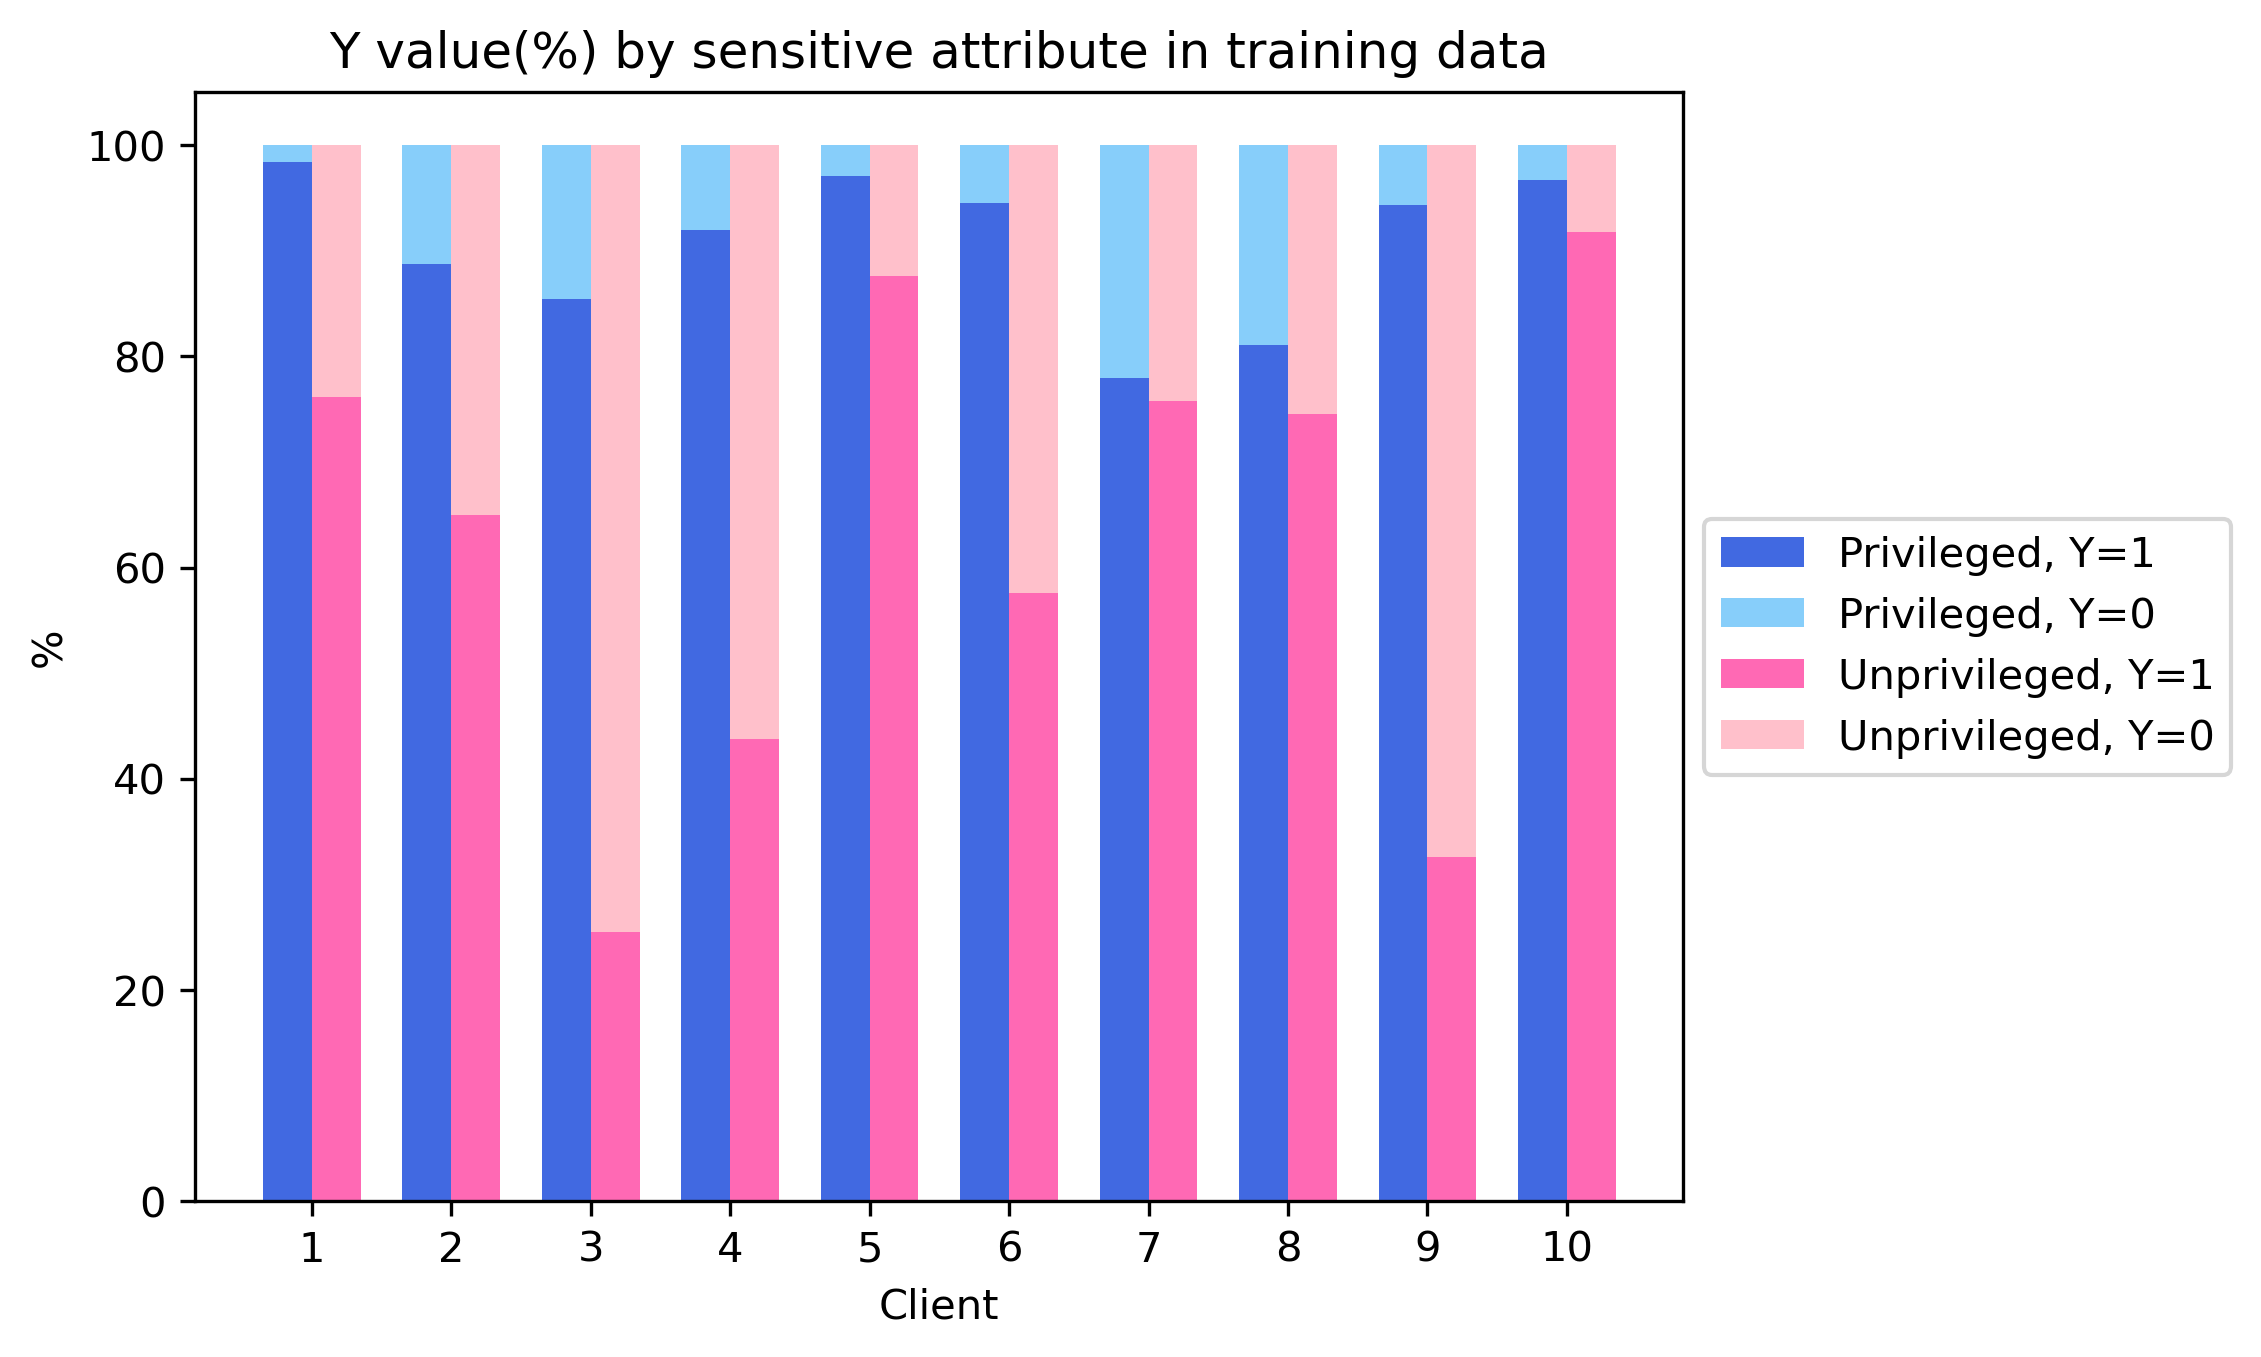 Y value(%) by sensitive attribute in training data
100
80
60
40
20
0
%
1 2 3 4 5 6 7 8 9 10
Client
Privileged, Y=1
Privileged, Y=0
Unprivileged, Y=1
Unprivileged, Y=0